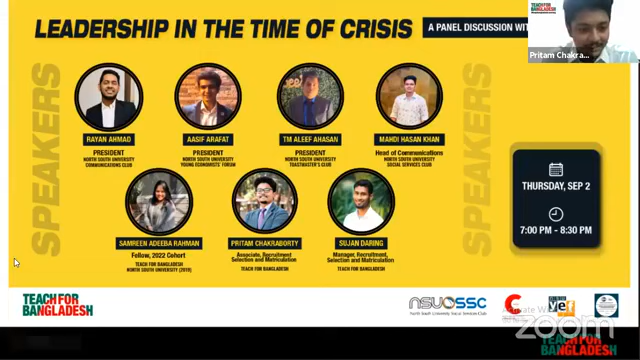 LEADERSHIP IN THE TIME OF CRISIS
A PANEL DISCUSSION WIT
TEACH FOR
BANGLADESH
Pritam Chakra...
SPEAKERS
SPEAKERS
RAYAN AHMAD
PRESIDENT
NORTH SOUTH UNIVERSITY
COMMUNICATIONS CLUB
AASIF ARAFAT
PRESIDENT
NORTH SOUTH UNIVERSITY
YOUNG ECONOMISTS' FORUM
TM ALEEF AHASAN
PRESIDENT
NORTH SOUTH UNIVERSITY
TOASTMASTER'S CLUB
MAHDI HASAN KHAN
Head of Communications
NORTH SOUTH UNIVERSITY
SOCIAL SERVICES CLUB
SAMREEN ADEEBA RAHMAN
Fellow, 2022 Cohort
TEACH FOR BANGLADESH
NORTH SOUTH UNIVERSITY (2019)
PRITAM CHAKRABORTY
Associate, Recruitment
Selection and Matriculation
TEACH FOR BANGLADESH
SUJAN DARING
Manager, Recruitment,
Selection and Matriculation
TEACH FOR BANGLADESH
THURSDAY, SEP 2
7:00 PM - 8:30 PM
TEACH FOR
BANGLADESH
NSUSSC
North South University Social Services Club
yef
zoom
TEACH FOR
BANGLADESH